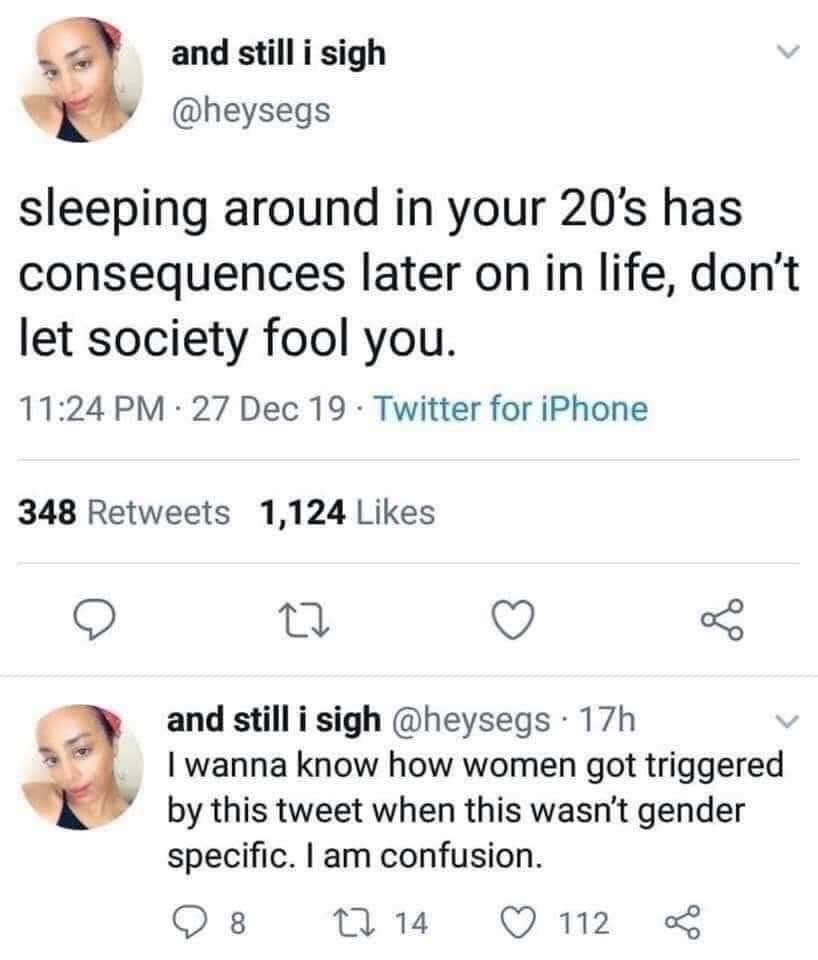 and still i sigh
@heysegs
sleeping around in your 20's has
consequences later on in life, don't
let society fool you.
11:24 PM · 27 Dec 19 · Twitter for iPhone
348 Retweets 1,124 Likes
and still i sigh @heysegs · 17h
I wanna know how women got triggered
by this tweet when this wasn't gender
specific. I am confusion.
8 14 112